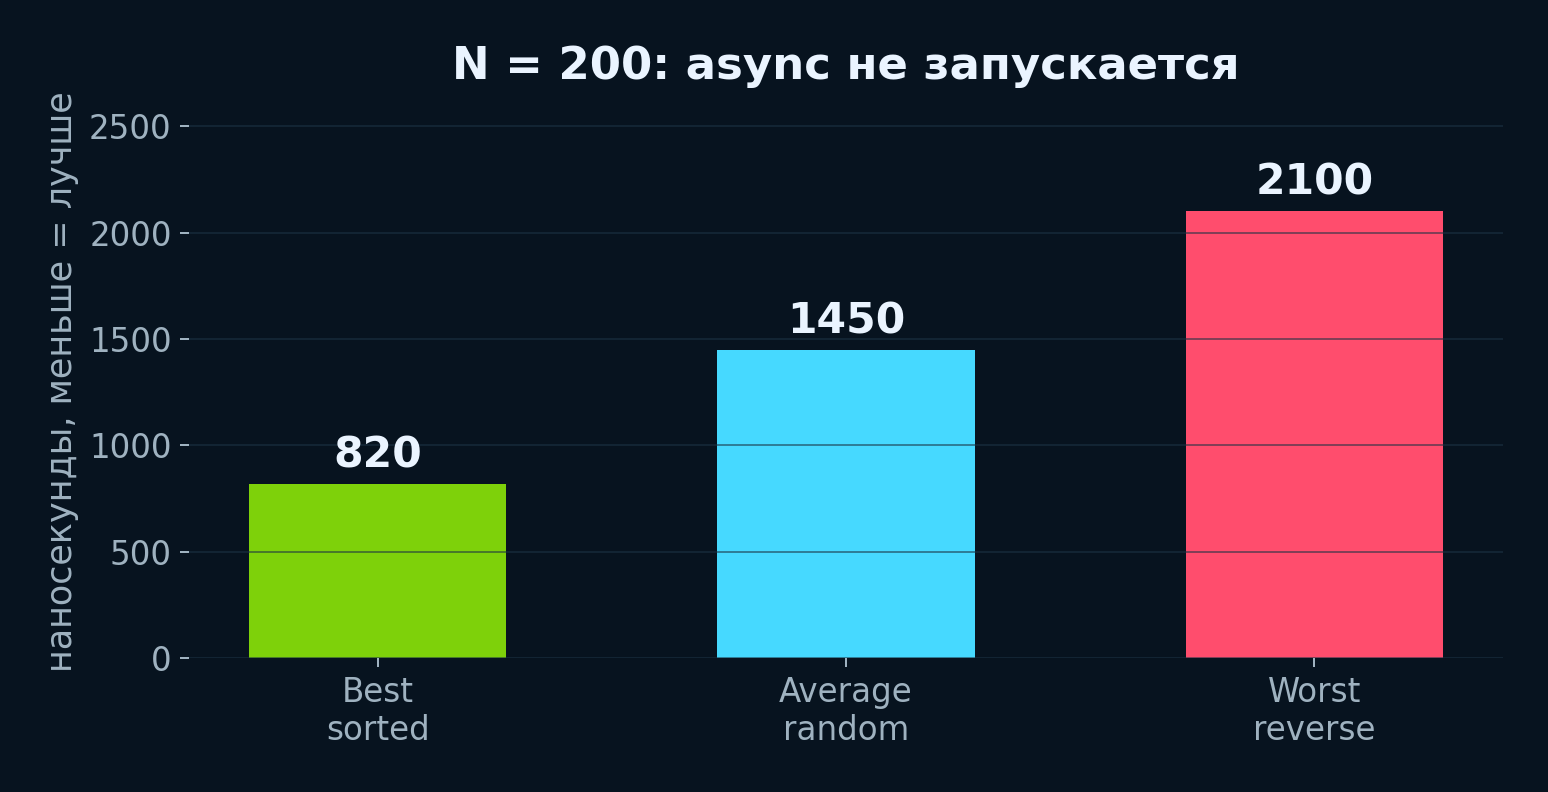 N = 200: async не запускается
наносекунды, меньше = лучше
2500
2000
1500
1000
500
0
820
1450
2100
Best
sorted
Average
random
Worst
reverse